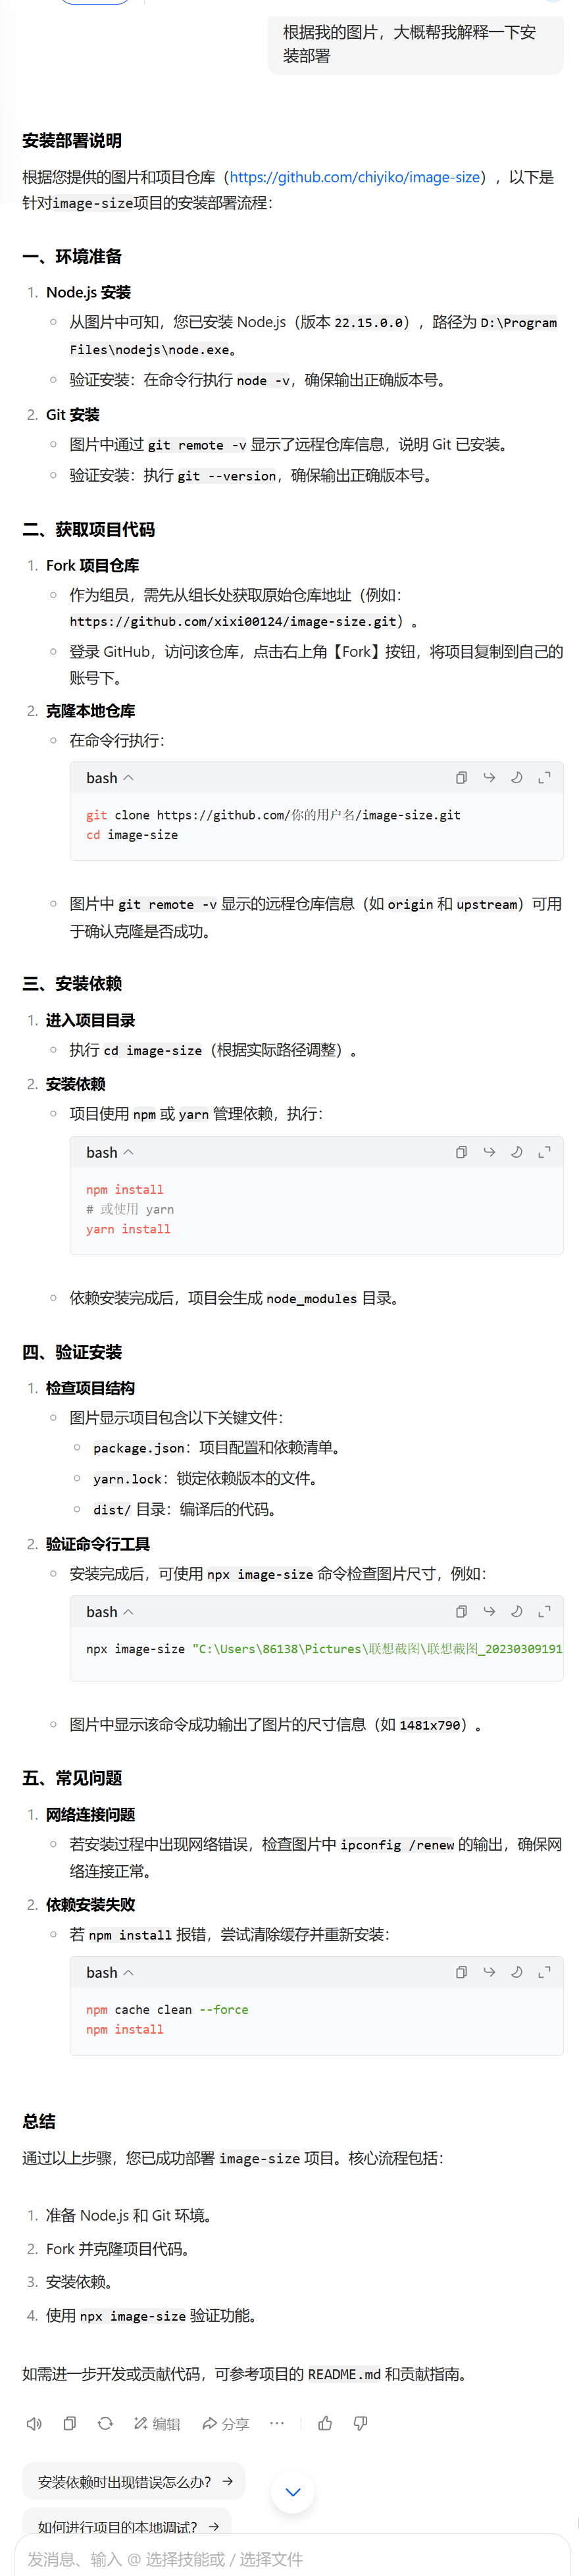 根据我的图片，大概帮我解释一下安
装部署
安装部署说明
根据您提供的图片和项目仓库（https://github.com/chiyiko/image-size），以下是
针对image-size项目的安装部署流程：
一、环境准备
1. Node.js 安装
从图片中可知，您已安装 Node.js（版本 22.15.0.0），路径为 D:\Program
Files\nodejs\node.exe。
验证安装：在命令行执行 node -v，确保输出正确版本号。
2. Git 安装
图片中通过 git remote -v 显示了远程仓库信息，说明 Git 已安装。
验证安装：执行 git --version，确保输出正确版本号。
二、获取项目代码
1. Fork 项目仓库
作为组员，需先从组长处获取原始仓库地址（例如：
https://github.com/xixi00124/image-size.git）。
登录 GitHub，访问该仓库，点击右上角【Fork】按钮，将项目复制到自己的
账号下。
2. 克隆本地仓库
在命令行执行：
bash
git clone https://github.com/你的用户名/image-size.git
cd image-size
图片中 git remote -v 显示的远程仓库信息（如 origin 和 upstream）可用
于确认克隆是否成功。
三、安装依赖
1. 进入项目目录
执行 cd image-size（根据实际路径调整）。
2. 安装依赖
项目使用 npm 或 yarn 管理依赖，执行：
bash
npm install
# 或使用 yarn
yarn install
依赖安装完成后，项目会生成 node_modules 目录。
四、验证安装
1. 检查项目结构
图片显示项目包含以下关键文件：
package.json：项目配置和依赖清单。
yarn.lock：锁定依赖版本的文件。
dist/ 目录：编译后的代码。
2. 验证命令行工具
安装完成后，可使用 npx image-size 命令检查图片尺寸，例如：
bash
npx image-size "C:\Users\86138\Pictures\联想截图\联想截图_20230309191
图片中显示该命令成功输出了图片的尺寸信息（如 1481x790）。
五、常见问题
1. 网络连接问题
若安装过程中出现网络错误，检查图片中 ipconfig /renew 的输出，确保网
络连接正常。
2. 依赖安装失败
若 npm install 报错，尝试清除缓存并重新安装：
bash
npm cache clean --force
npm install
总结
通过以上步骤，您已成功部署 image-size 项目。核心流程包括：
1. 准备 Node.js 和 Git 环境。
2. Fork 并克隆项目代码。
3. 安装依赖。
4. 使用 npx image-size 验证功能。
如需进一步开发或贡献代码，可参考项目的 README.md 和贡献指南。
编辑 分享
安装依赖时出现错误怎么办？ →
如何进行项目的本地调试？ →
发消息、输入 @ 选择技能或 / 选择文件